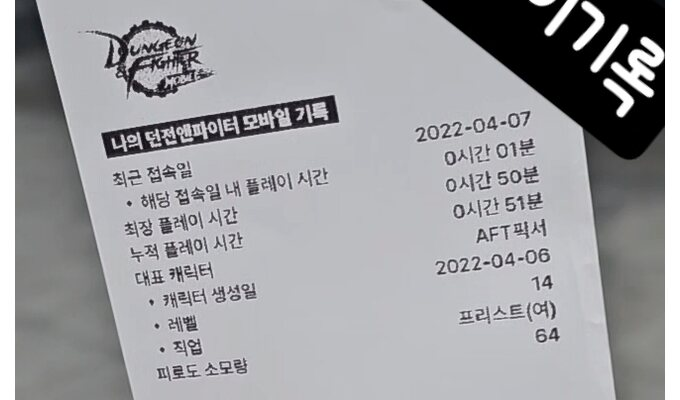 이기록
DUNGEON
& FIGHTER
MOBILE
나의 던전앤파이터 모바일 기록
최근 접속일 2022-04-07
• 해당 접속일 내 플레이 시간 0시간 01분
최장 플레이 시간 0시간 50분
누적 플레이 시간 0시간 51분
대표 캐릭터 AFT픽서
• 캐릭터 생성일 2022-04-06
• 레벨 14
• 직업 프리스트(여)
피로도 소모량 64